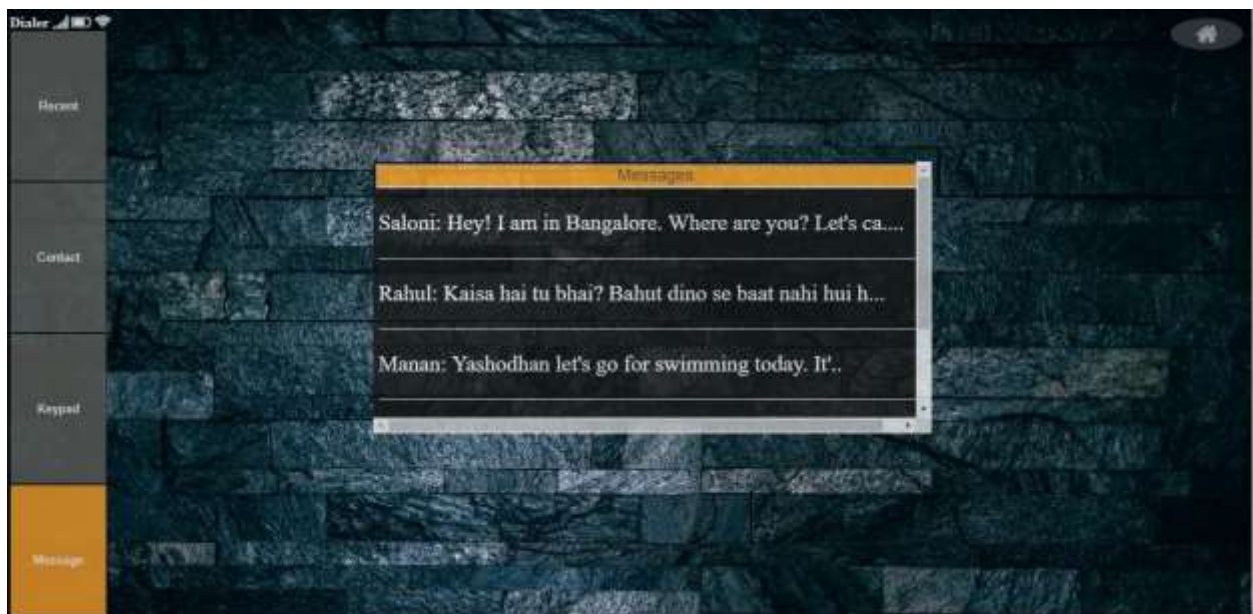 Dialer
Recent
Messages
Saloni: Hey! I am in Bangalore. Where are you? Let's ca....
Contact
Rahul: Kaisa hai tu bhai? Bahut dino se baat nahi hui h...
Manan: Yashodhan let's go for swimming today. It'..
Keypad
Message